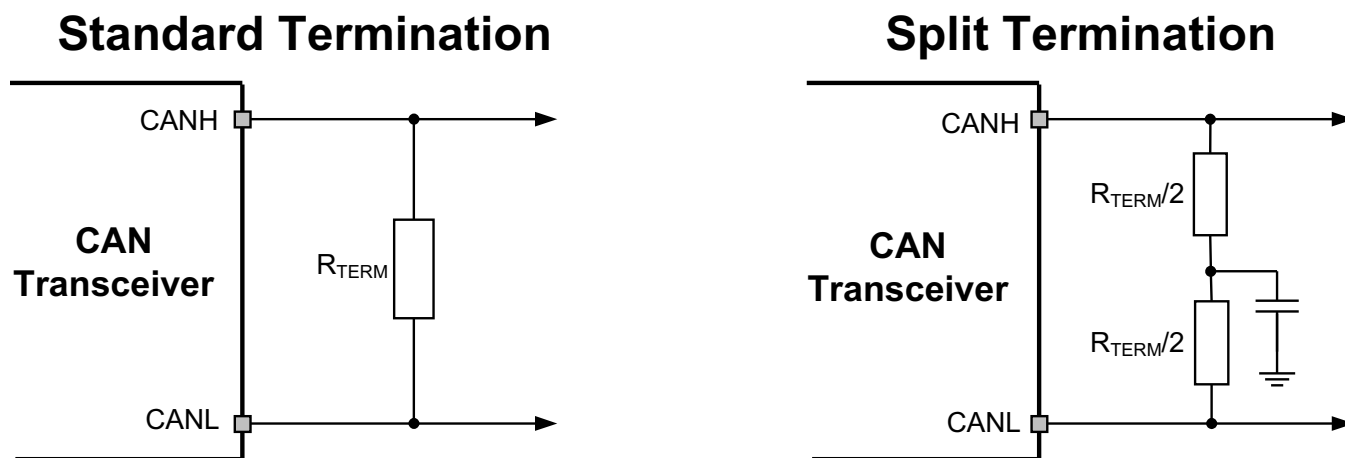 Standard Termination
CANH
CAN
Transceiver
RTERM
CANL
Split Termination
CANH
RTERM/2
CAN
Transceiver
RTERM/2
CANL